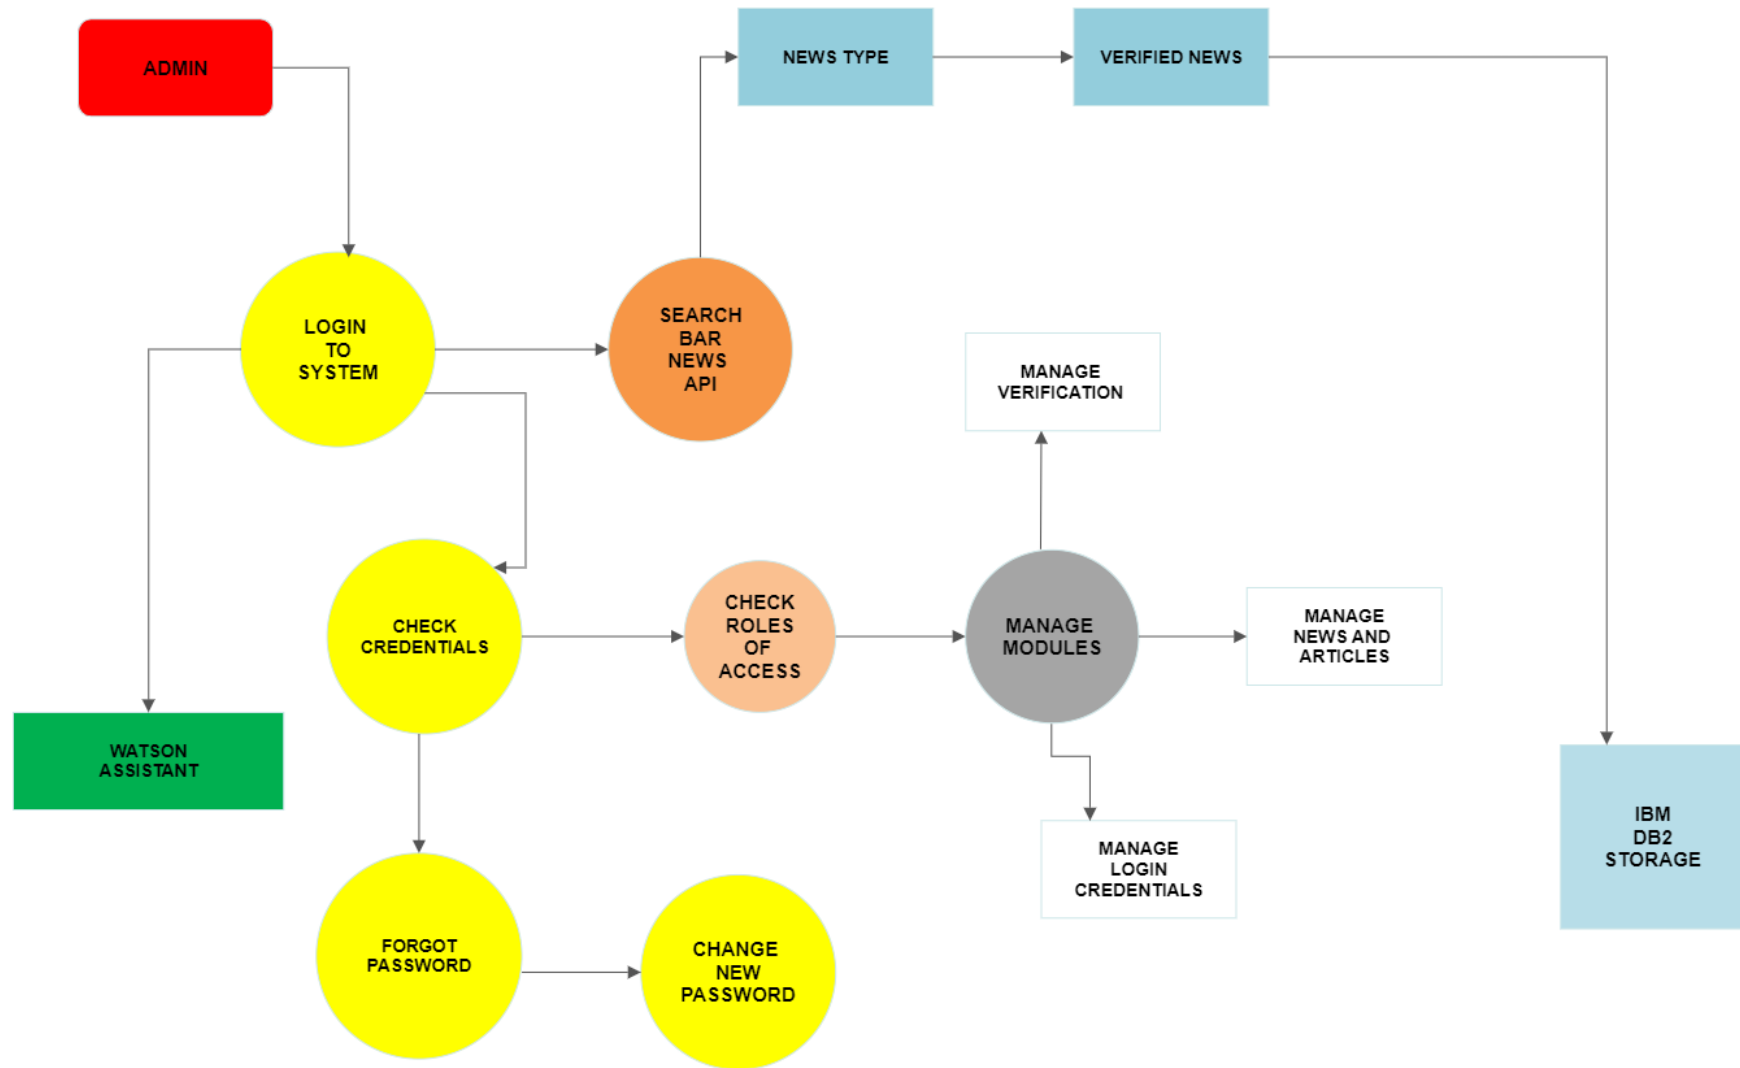 ADMIN
NEWS TYPE
VERIFIED NEWS
LOGIN
TO
SYSTEM
SEARCH
BAR
NEWS
API
MANAGE
VERIFICATION
CHECK
CREDENTIALS
CHECK
ROLES
OF
ACCESS
MANAGE
MODULES
MANAGE
NEWS AND
ARTICLES
WATSON
ASSISTANT
MANAGE
LOGIN
CREDENTIALS
IBM
DB2
STORAGE
FORGOT
PASSWORD
CHANGE
NEW
PASSWORD